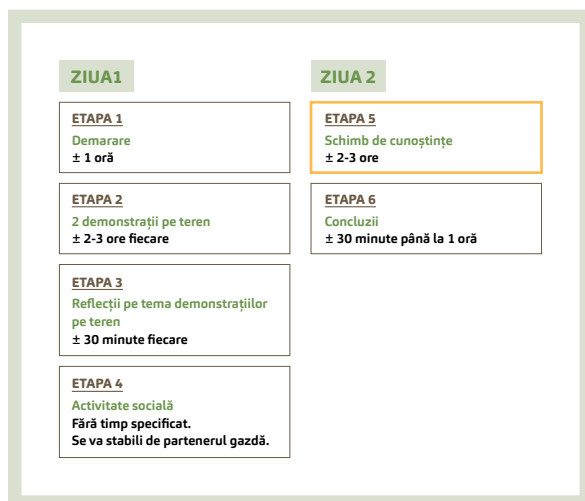 ZIUA1
ETAPA 1
Demarare
± 1 oră
ETAPA 2
2 demonstrații pe teren
± 2-3 ore fiecare
ETAPA 3
Reflecții pe tema demonstrațiilor
pe teren
± 30 minute fiecare
ETAPA 4
Activitate socială
Fără timp specificat.
Se va stabili de partenerul gazdă.
ZIUA 2
ETAPA 5
Schimb de cunoștințe
± 2-3 ore
ETAPA 6
Concluzii
± 30 minute până la 1 oră